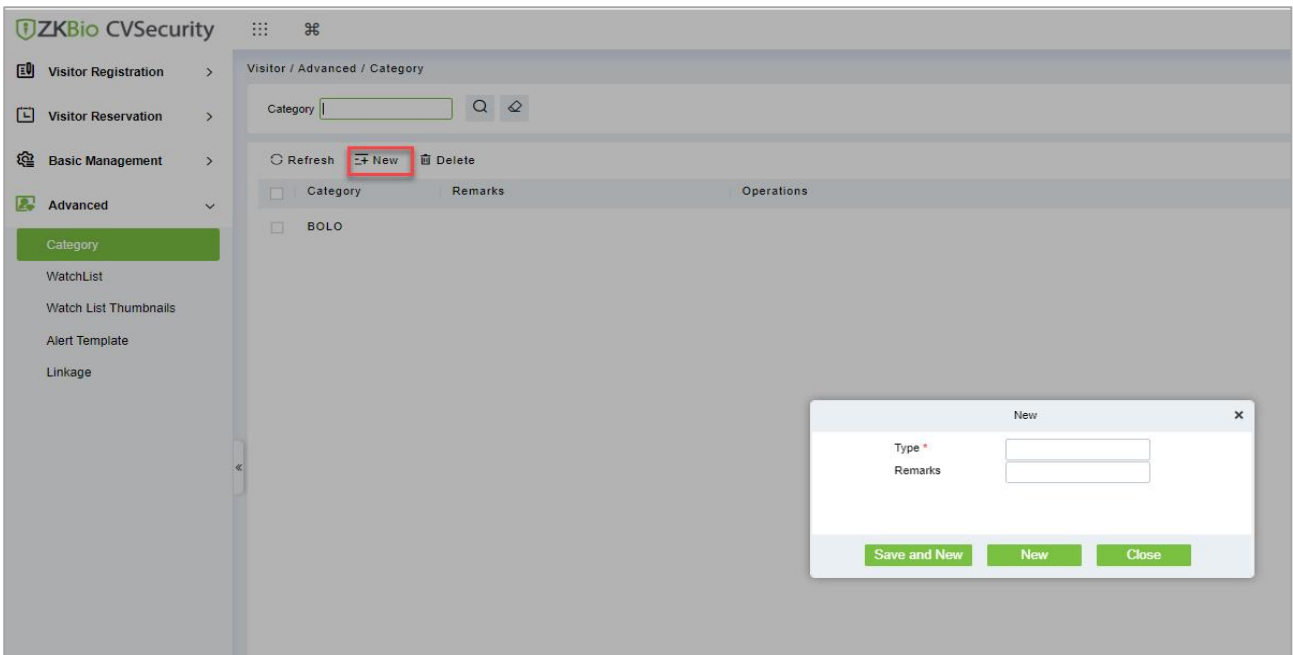 ZKBio CVSecurity
Visitor Registration
Visitor Reservation
Basic Management
Advanced
Category
WatchList
Watch List Thumbnails
Alert Template
Linkage
Visitor / Advanced / Category
Category
Refresh New Delete
Category Remarks Operations
BOLO
New
Type *
Remarks
Save and New New Close